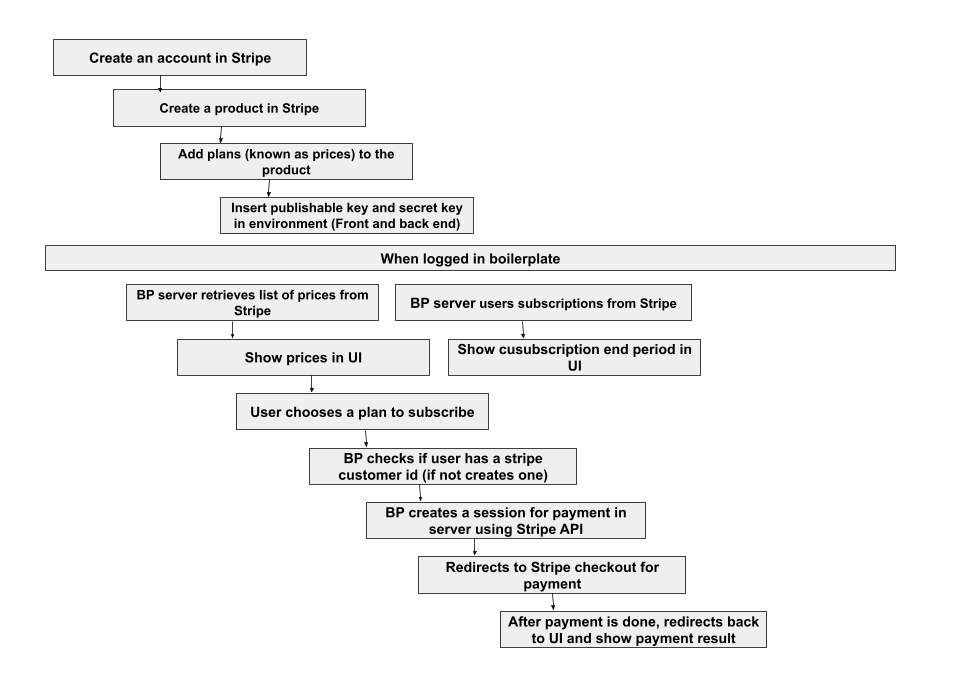 Create an account in Stripe
Create a product in Stripe
Add plans (known as prices) to the
product
Insert publishable key and secret key
in environment (Front and back end)
When logged in boilerplate
BP server retrieves list of prices from
Stripe
BP server users subscriptions from Stripe
Show prices in UI
Show cusubscription end period in
UI
User chooses a plan to subscribe
BP checks if user has a stripe
customer id (if not creates one)
BP creates a session for payment in
server using Stripe API
Redirects to Stripe checkout for
payment
After payment is done, redirects back
to UI and show payment result